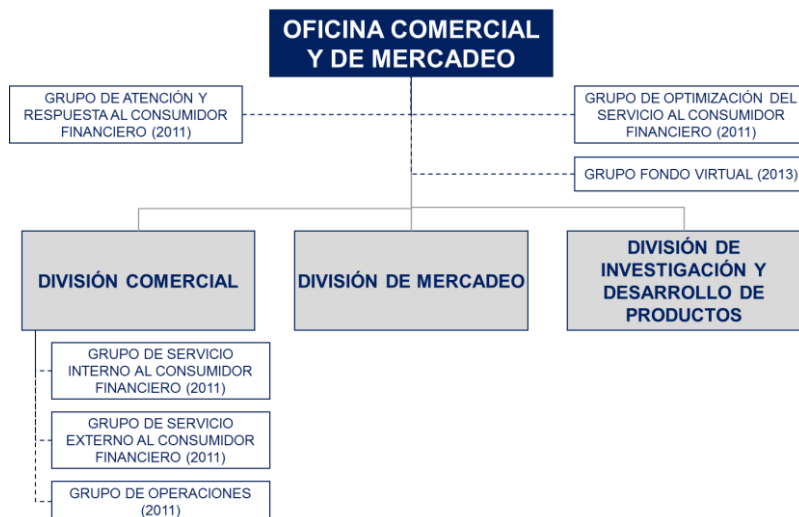 OFICINA COMERCIAL
Y DE MERCADEO
GRUPO DE ATENCIÓN Y
RESPUESTA AL CONSUMIDOR
FINANCIERO (2011)
GRUPO DE OPTIMIZACIÓN DEL
SERVICIO AL CONSUMIDOR
FINANCIERO (2011)
GRUPO FONDO VIRTUAL (2013)
DIVISIÓN COMERCIAL
DIVISIÓN DE MERCADEO
DIVISIÓN DE
INVESTIGACIÓN Y
DESARROLLO DE
PRODUCTOS
GRUPO DE SERVICIO
INTERNO AL CONSUMIDOR
FINANCIERO (2011)
GRUPO DE SERVICIO
EXTERNO AL CONSUMIDOR
FINANCIERO (2011)
GRUPO DE OPERACIONES
(2011)